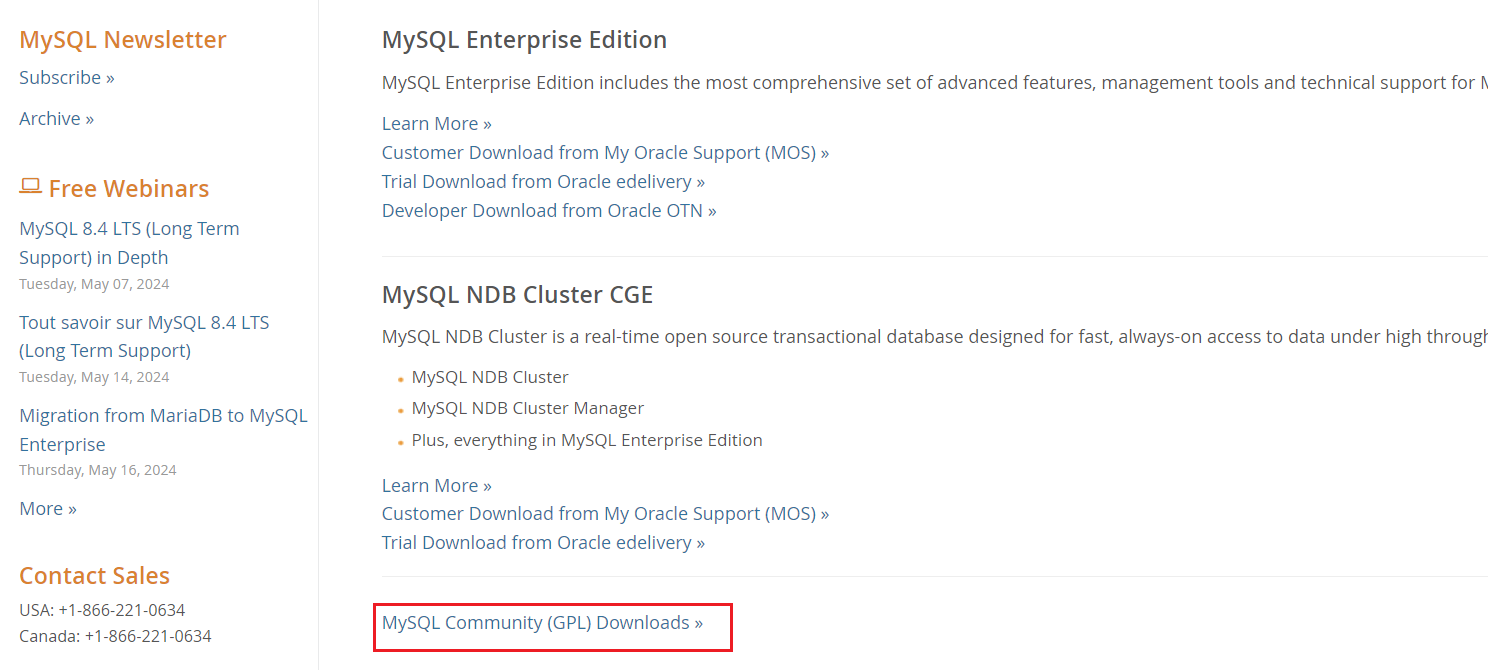 MySQL Newsletter
Subscribe »
Archive »
Free Webinars
MySQL 8.4 LTS (Long Term
Support) in Depth
Tuesday, May 07, 2024
Tout savoir sur MySQL 8.4 LTS
(Long Term Support)
Tuesday, May 14, 2024
Migration from MariaDB to MySQL
Enterprise
Thursday, May 16, 2024
More »
Contact Sales
USA: +1-866-221-0634
Canada: +1-866-221-0634
MySQL Enterprise Edition
MySQL Enterprise Edition includes the most comprehensive set of advanced features, management tools and technical support for
Learn More »
Customer Download from My Oracle Support (MOS) »
Trial Download from Oracle edelivery »
Developer Download from Oracle OTN »
MySQL NDB Cluster CGE
MySQL NDB Cluster is a real-time open source transactional database designed for fast, always-on access to data under high
MySQL NDB Cluster
MySQL NDB Cluster Manager
Plus, everything in MySQL Enterprise Edition
Learn More »
Customer Download from My Oracle Support (MOS) »
Trial Download from Oracle edelivery »
MySQL Community (GPL) Downloads »